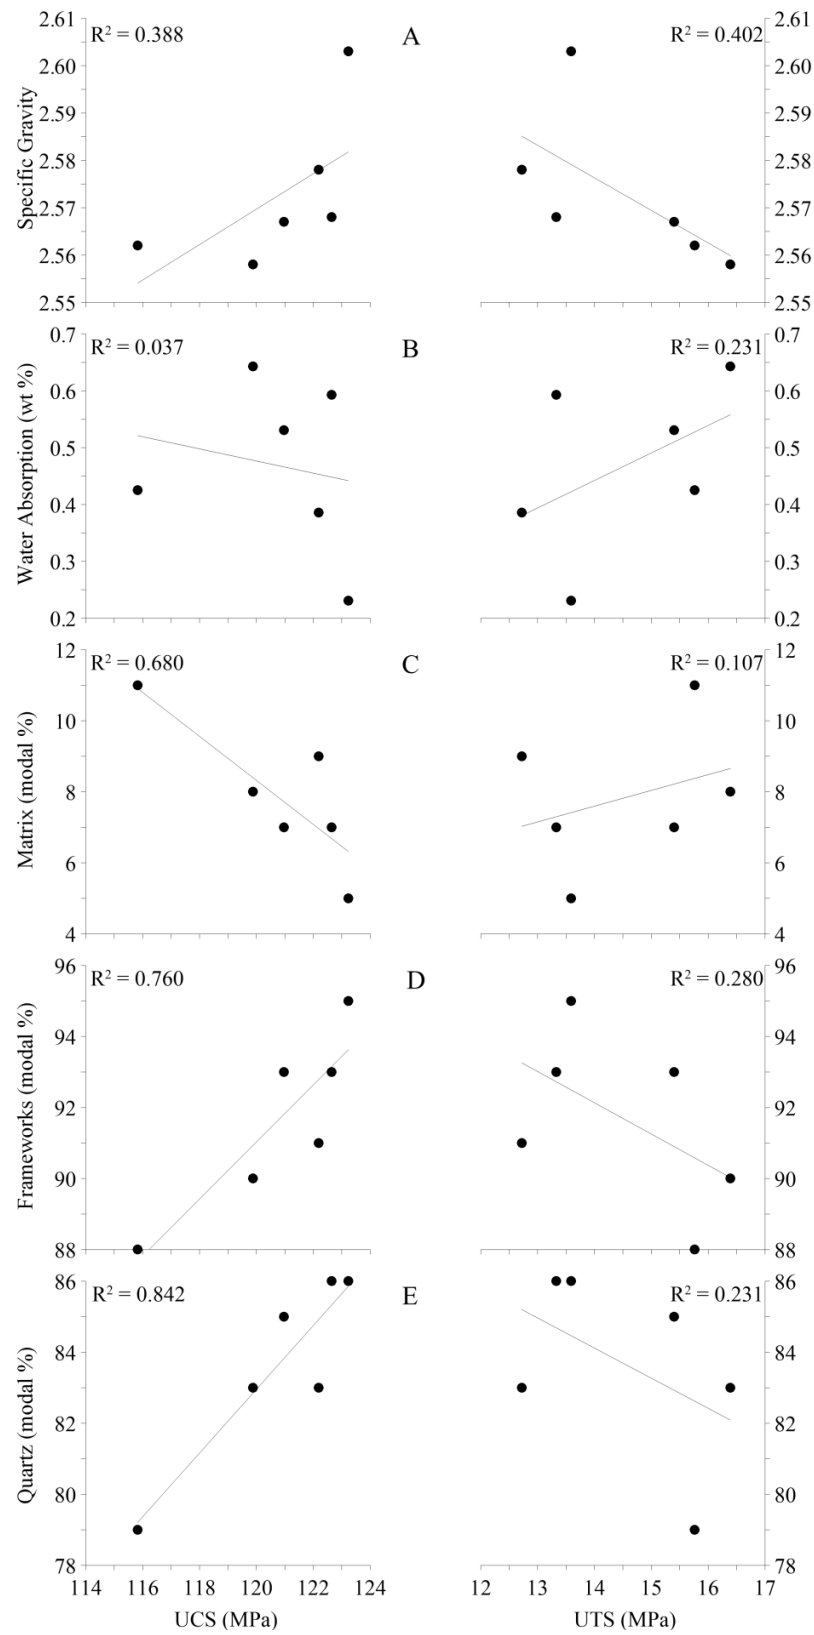 2.61
R² = 0.388
A
R² = 0.402
2.61
2.60
2.60
2.59
2.59
2.58
2.58
2.57
2.57
2.56
2.56
2.55
2.55
Specific Gravity
0.7
R² = 0.037
B
R² = 0.231
0.7
0.6
0.6
0.5
0.5
0.4
0.4
0.3
0.3
0.2
0.2
Water Absorption (wt %)
12
R² = 0.680
C
R² = 0.107
12
10
10
8
8
6
6
4
4
Matrix (modal %)
96
R² = 0.760
D
R² = 0.280
96
94
94
92
92
90
90
88
88
Frameworks (modal %)
86
R² = 0.842
E
R² = 0.231
86
84
84
82
82
80
80
78
78
Quartz (modal %)
114 116 118 120 122 124
12 13 14 15 16 17
UCS (MPa)
UTS (MPa)